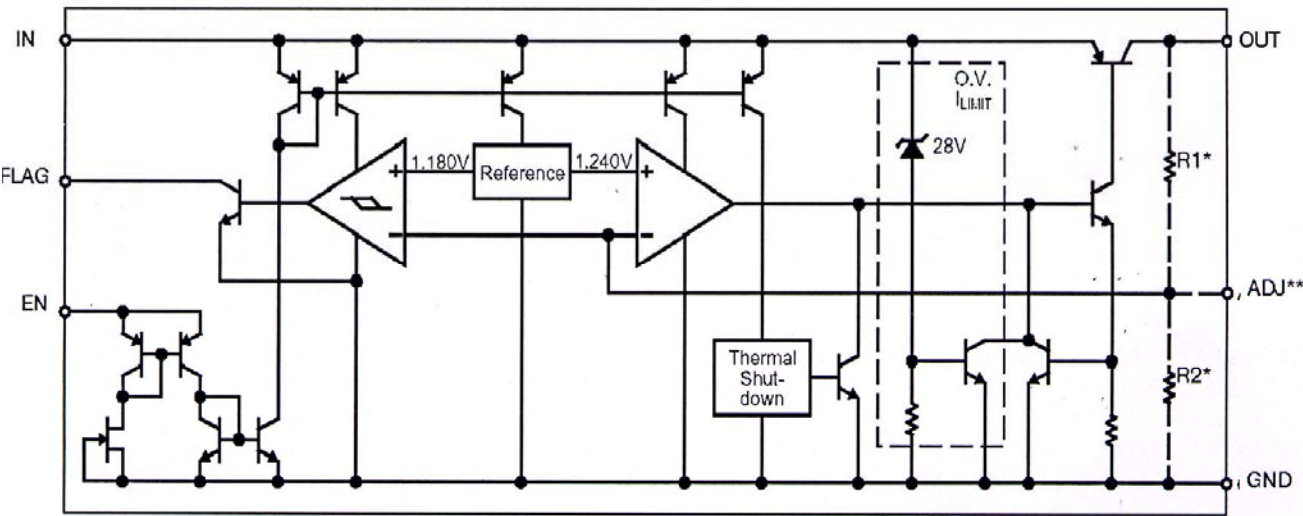 IN
OUT
O.V.
ILIMIT
28V
R1*
FLAG
1.180V
Reference
1.240V
+
+
−
−
EN
ADJ**
Thermal
Shut-
down
R2*
GND